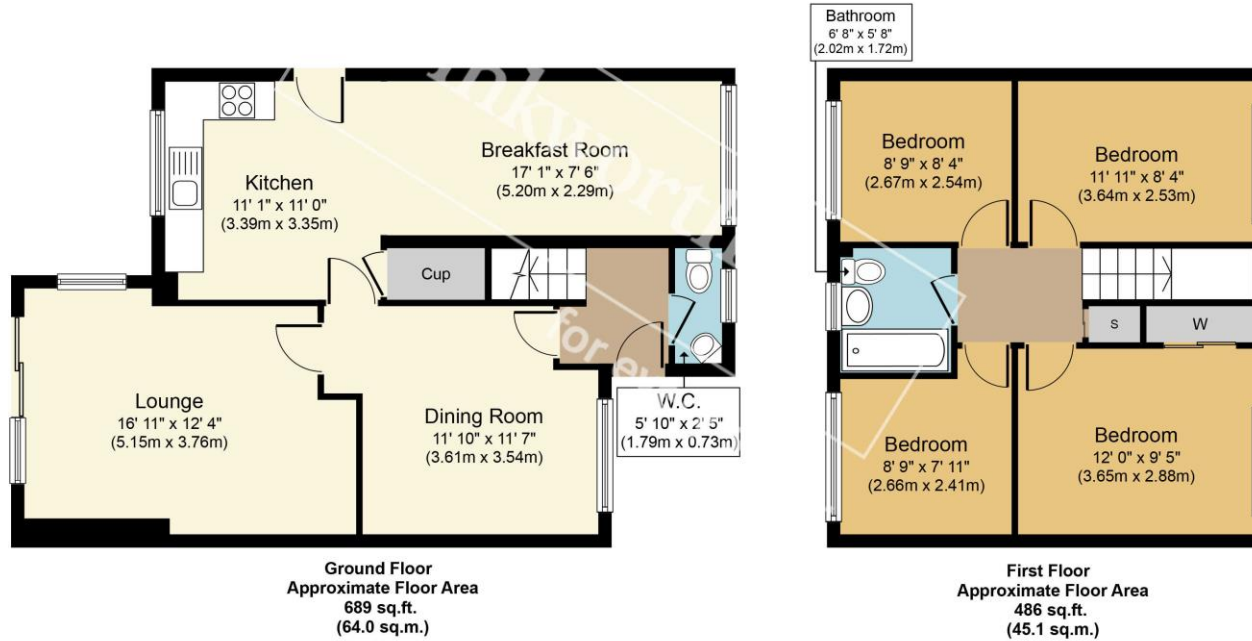 Bathroom
6' 8" x 5' 8"
(2.02m x 1.72m)
Breakfast Room
17' 1" x 7' 6"
(5.20m x 2.29m)
Kitchen
11' 1" x 11' 0"
(3.39m x 3.35m)
Cup
Lounge
16' 11" x 12' 4"
(5.15m x 3.76m)
Dining Room
11' 10" x 11' 7"
(3.61m x 3.54m)
W.C.
5' 10" x 2' 5"
(1.79m x 0.73m)
Ground Floor
Approximate Floor Area
689 sq.ft.
(64.0 sq.m.)
Bedroom
8' 9" x 8' 4"
(2.67m x 2.54m)
Bedroom
11' 11" x 8' 4"
(3.64m x 2.53m)
S
W
Bedroom
8' 9" x 7' 11"
(2.66m x 2.41m)
Bedroom
12' 0" x 9' 5"
(3.65m x 2.88m)
First Floor
Approximate Floor Area
486 sq.ft.
(45.1 sq.m.)
inkworth
for